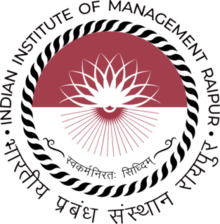 INDIAN INSTITUTE OF MANAGEMENT RAIPUR
स्वकर्मनिरतः सिध्दिम्
भारतीय प्रबंध संस्थान रायपुर